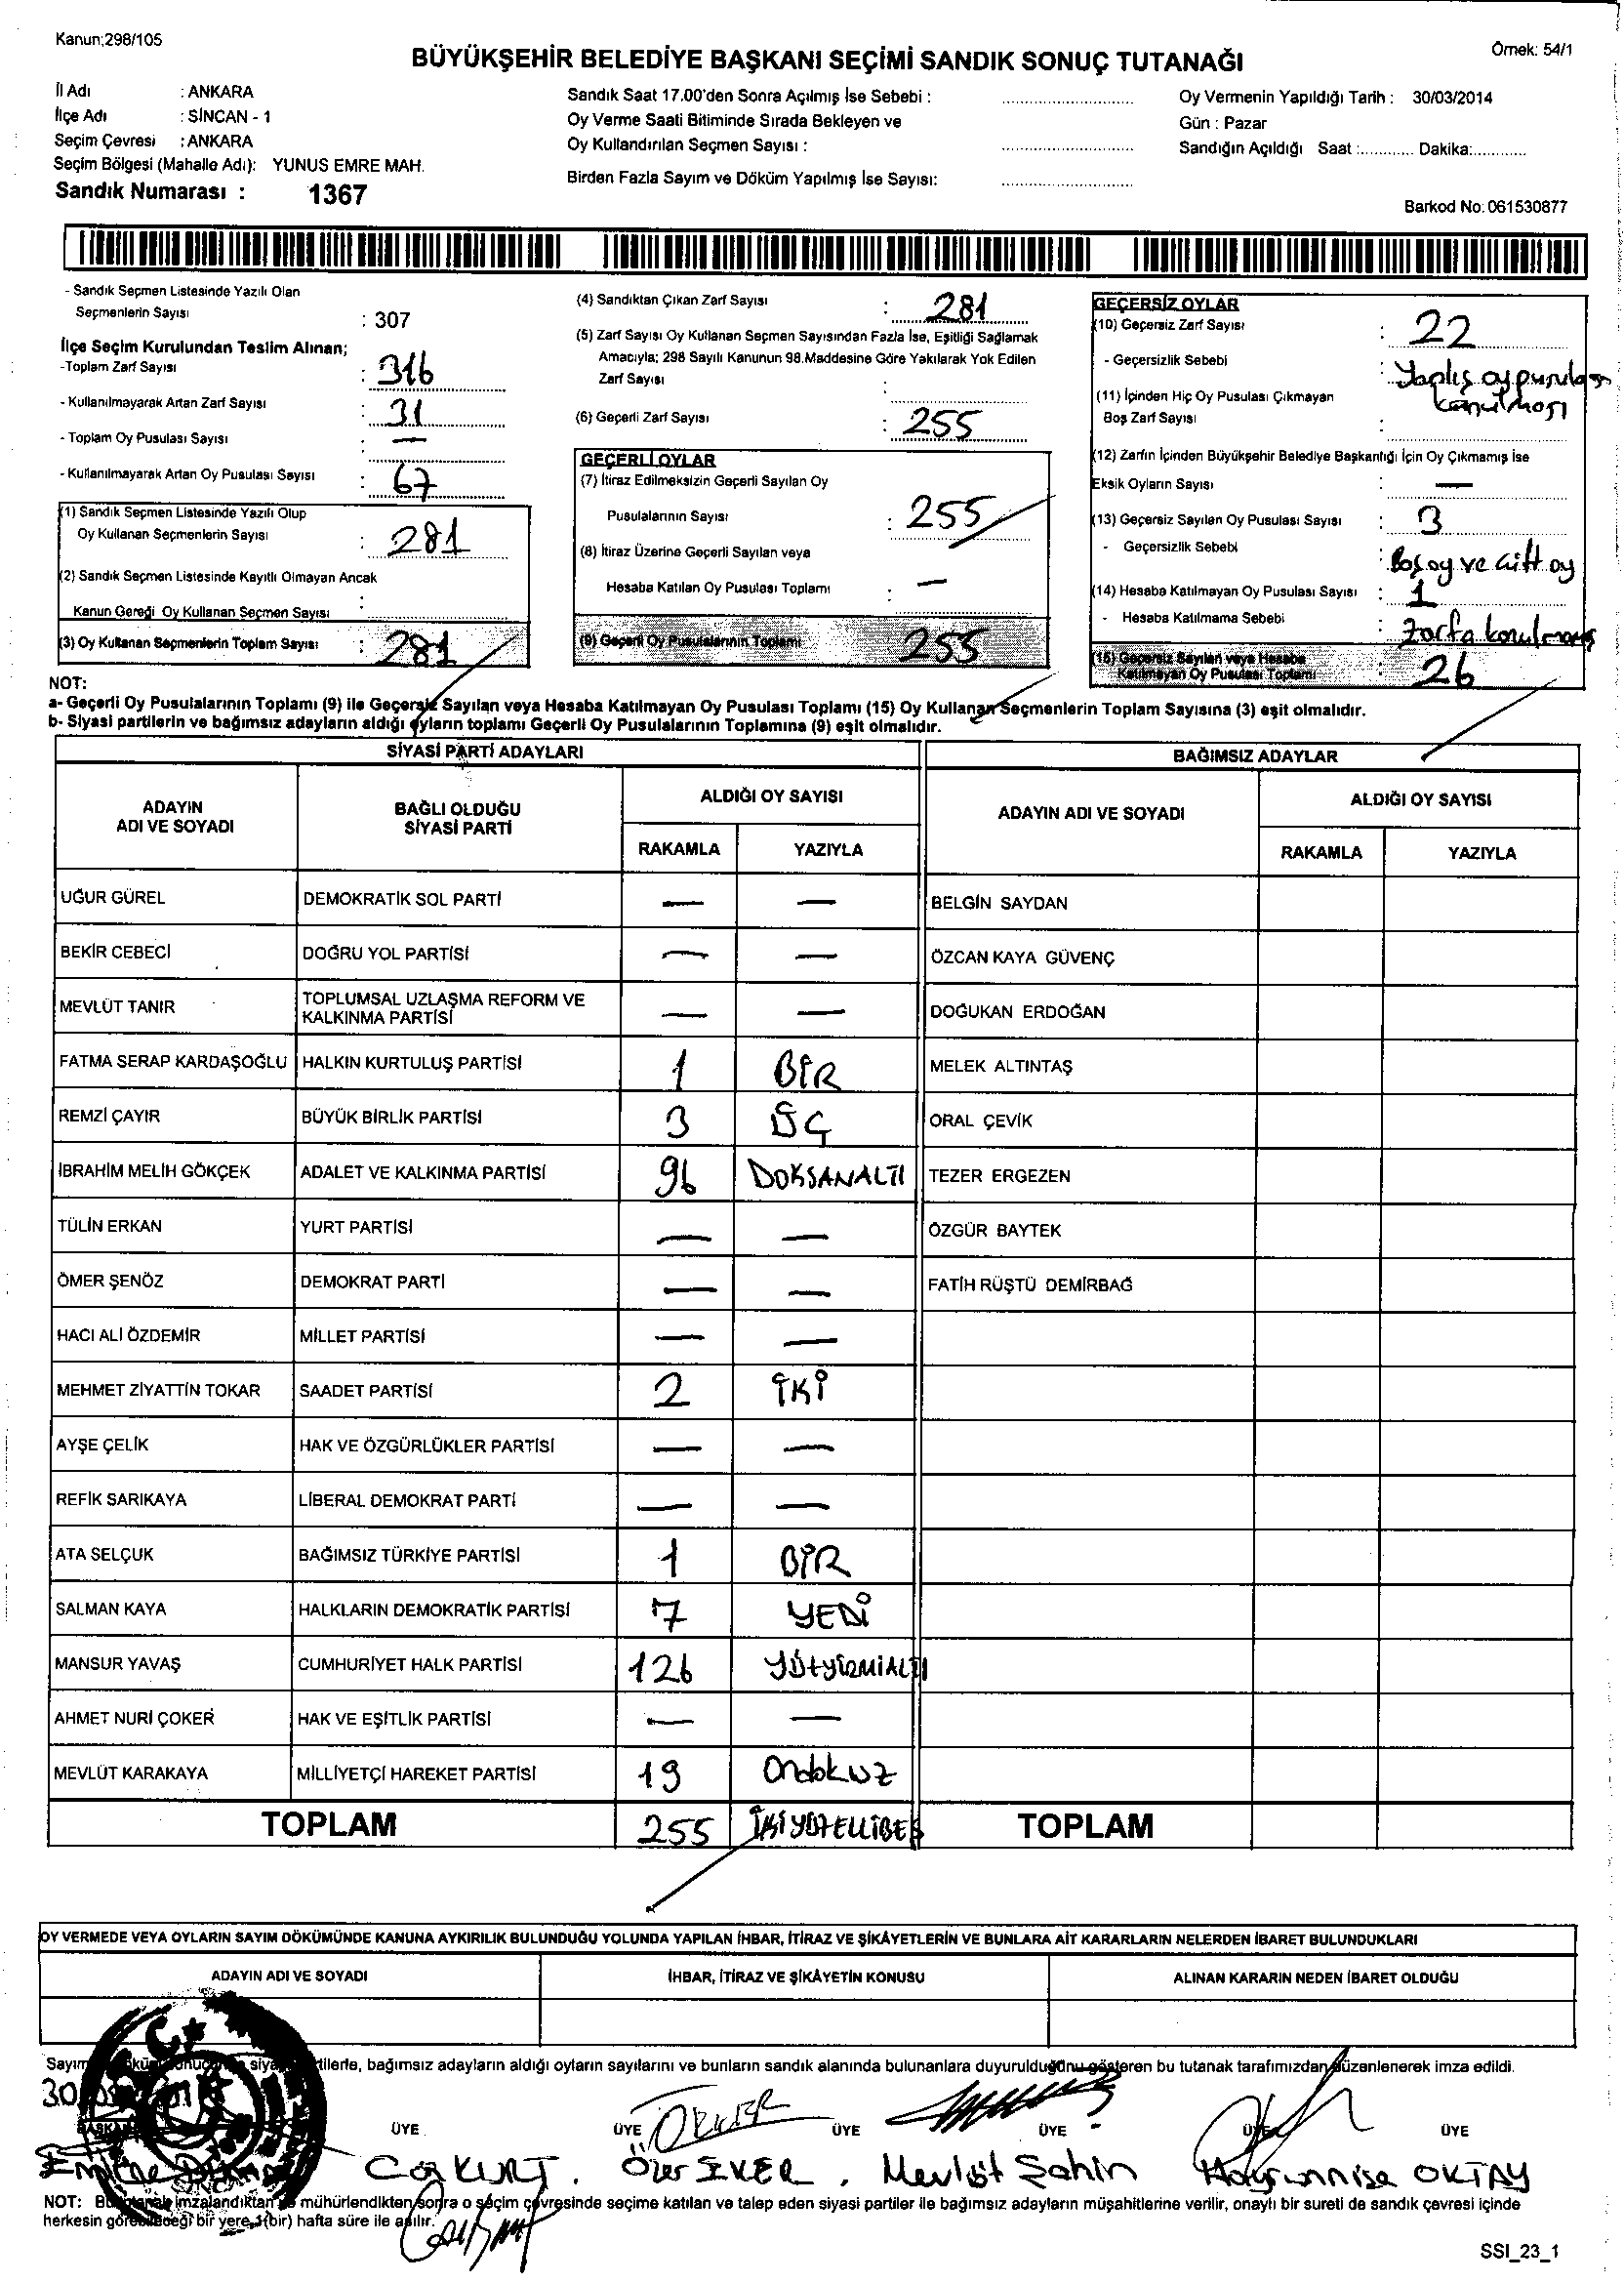 Kanun;298/105
Örnek: 54/1
BÜYÜKŞEHİR BELEDİYE BAŞKANI SEÇİMİ SANDIK SONUÇ TUTANAĞI
İl Adı : ANKARA
İlçe Adı : SİNCAN - 1
Seçim Çevresi : ANKARA
Seçim Bölgesi (Mahalle Adı): YUNUS EMRE MAH.
Sandık Numarası : 1367
Sandık Saat 17.00'den Sonra Açılmış İse Sebebi :
Oy Verme Saati Bitiminde Sırada Bekleyen ve
Oy Kullandırılan Seçmen Sayısı :
Birden Fazla Sayım ve Döküm Yapılmış İse Sayısı:
Oy Vermenin Yapıldığı Tarih : 30/03/2014
Gün : Pazar
Sandığın Açıldığı Saat :............ Dakika:............
Barkod No: 061530877
- Sandık Seçmen Listesinde Yazılı Olan
Seçmenlerin Sayısı : 307
İlçe Seçim Kurulundan Teslim Alınan;
-Toplam Zarf Sayısı : 316
- Kullanılmayarak Artan Zarf Sayısı : 31
- Toplam Oy Pusulası Sayısı : —
- Kullanılmayarak Artan Oy Pusulası Sayısı : 67
(1) Sandık Seçmen Listesinde Yazılı Olup
Oy Kullanan Seçmenlerin Sayısı : 281
(2) Sandık Seçmen Listesinde Kayıtlı Olmayan Ancak
Kanun Gereği Oy Kullanan Seçmen Sayısı :
(3) Oy Kullanan Seçmenlerin Toplam Sayısı : 281
(4) Sandıktan Çıkan Zarf Sayısı : 281
(5) Zarf Sayısı Oy Kullanan Seçmen Sayısından Fazla İse, Eşitliği Sağlamak
Amacıyla; 298 Sayılı Kanunun 98.Maddesine Göre Yakılarak Yok Edilen
Zarf Sayısı :
(6) Geçerli Zarf Sayısı : 255
GEÇERLİ OYLAR
(7) İtiraz Edilmeksizin Geçerli Sayılan Oy
Pusulalarının Sayısı : 255
(8) İtiraz Üzerine Geçerli Sayılan veya
Hesaba Katılan Oy Pusulası Toplamı : —
(9) Geçerli Oy Pusulalarının Toplamı 255
GEÇERSİZ OYLAR
(10) Geçersiz Zarf Sayısı : 22
- Geçersizlik Sebebi : Yanlış oy pusulası
konulması
(11) İçinden Hiç Oy Pusulası Çıkmayan
Boş Zarf Sayısı :
(12) Zarfın İçinden Büyükşehir Belediye Başkanlığı İçin Oy Çıkmamış İse
Eksik Oyların Sayısı : —
(13) Geçersiz Sayılan Oy Pusulası Sayısı : 3
- Geçersizlik Sebebi : Boş oy ve çift oy
(14) Hesaba Katılmayan Oy Pusulası Sayısı : 1
- Hesaba Katılmama Sebebi : Zarfa
(15) Geçersiz Sayılan veya Hesaba
Katılmayan Oy Pusulası Toplamı : 26
NOT:
a- Geçerli Oy Pusulalarının Toplamı (9) ile Geçersiz Sayılan veya Hesaba Katılmayan Oy Pusulası Toplamı (15) Oy Kullanan Seçmenlerin Toplam Sayısına (3) eşit olmalıdır.
b- Siyasi partilerin ve bağımsız adayların aldığı oyların toplamı Geçerli Oy Pusulalarının Toplamına (9) eşit olmalıdır.
SİYASİ PARTİ ADAYLARI
ADAYIN
ADI VE SOYADI
BAĞLI OLDUĞU
SİYASİ PARTİ
ALDIĞI OY SAYISI
RAKAMLA YAZIYLA
UĞUR GÜREL DEMOKRATİK SOL PARTİ — —
BEKİR CEBECİ DOĞRU YOL PARTİSİ — —
MEVLÜT TANIR TOPLUMSAL UZLAŞMA REFORM VE
KALKINMA PARTİSİ — —
FATMA SERAP KARDAŞOĞLU HALKIN KURTULUŞ PARTİSİ 1 BİR
REMZİ ÇAYIR BÜYÜK BİRLİK PARTİSİ 3 ÜÇ
İBRAHİM MELİH GÖKÇEK ADALET VE KALKINMA PARTİSİ 96 DOKSANALTI
TÜLİN ERKAN YURT PARTİSİ — —
ÖMER ŞENÖZ DEMOKRAT PARTİ — —
HACI ALİ ÖZDEMİR MİLLET PARTİSİ — —
MEHMET ZİYATTİN TOKAR SAADET PARTİSİ 2 İKİ
AYŞE ÇELİK HAK VE ÖZGÜRLÜKLER PARTİSİ — —
REFİK SARIKAYA LİBERAL DEMOKRAT PARTİ — —
ATA SELÇUK BAĞIMSIZ TÜRKİYE PARTİSİ 1 BİR
SALMAN KAYA HALKLARIN DEMOKRATİK PARTİSİ 7 YEDİ
MANSUR YAVAŞ CUMHURİYET HALK PARTİSİ 126 YÜZYİRMİALTI
AHMET NURİ ÇOKER HAK VE EŞİTLİK PARTİSİ — —
MEVLÜT KARAKAYA MİLLİYETÇİ HAREKET PARTİSİ 19 Ondokuz
TOPLAM 255 İKİYÜZELLİBEŞ
BAĞIMSIZ ADAYLAR
ADAYIN ADI VE SOYADI
ALDIĞI OY SAYISI
RAKAMLA YAZIYLA
BELGİN SAYDAN
ÖZCAN KAYA GÜVENÇ
DOĞUKAN ERDOĞAN
MELEK ALTINTAŞ
ORAL ÇEVİK
TEZER ERGEZEN
ÖZGÜR BAYTEK
FATİH RÜŞTÜ DEMİRBAĞ
TOPLAM
OY VERMEDE VEYA OYLARIN SAYIM DÖKÜMÜNDE KANUNA AYKIRILIK BULUNDUĞU YOLUNDA YAPILAN İHBAR, İTİRAZ VE ŞİKÂYETLERİN VE BUNLARA AİT KARARLARIN NELERDEN İBARET BULUNDUKLARI
ADAYIN ADI VE SOYADI İHBAR, İTİRAZ VE ŞİKÂYETİN KONUSU ALINAN KARARIN NEDEN İBARET OLDUĞU
bağımsız adayların aldığı oyların sayılarını ve bunların sandık alanında bulunanlara duyurulduğunu gösteren bu tutanak tarafımızdan düzenlenerek imza edildi.
ÜYE ÜYE ÜYE ÜYE ÜYE ÜYE
Özer İKER Mevlüt Şahin Hayrunnisa OKTAY
NOT: Bu tutanak imzalandıktan ve mühürlendikten sonra o seçim çevresinde seçime katılan ve talep eden siyasi partiler ile bağımsız adayların müşahitlerine verilir, onaylı bir sureti de sandık çevresi içinde
herkesin görebileceği bir yere 1(bir) hafta süre ile asılır.
SSI_23_1